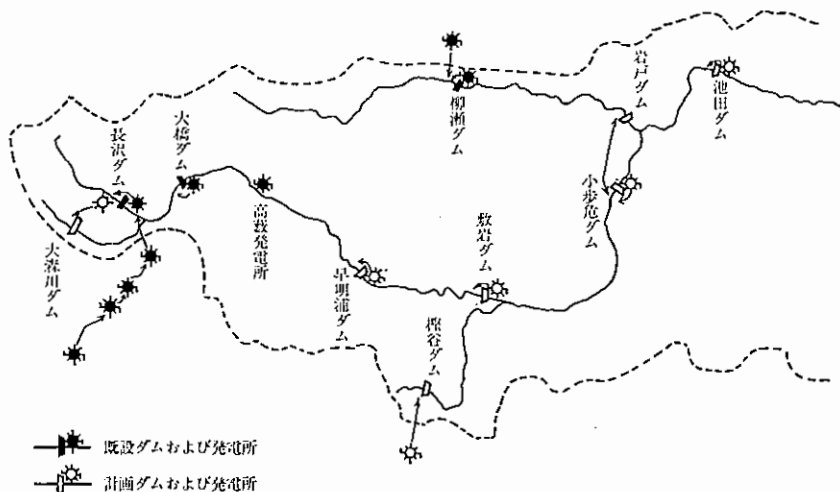 岩戸ダム
池田ダム
柳瀬ダム
大橋ダム
長沢ダム
小歩危ダム
高薮発電所
敷岩ダム
大森川ダム
早明浦ダム
樫谷ダム
既設ダムおよび発電所
計画ダムおよび発電所